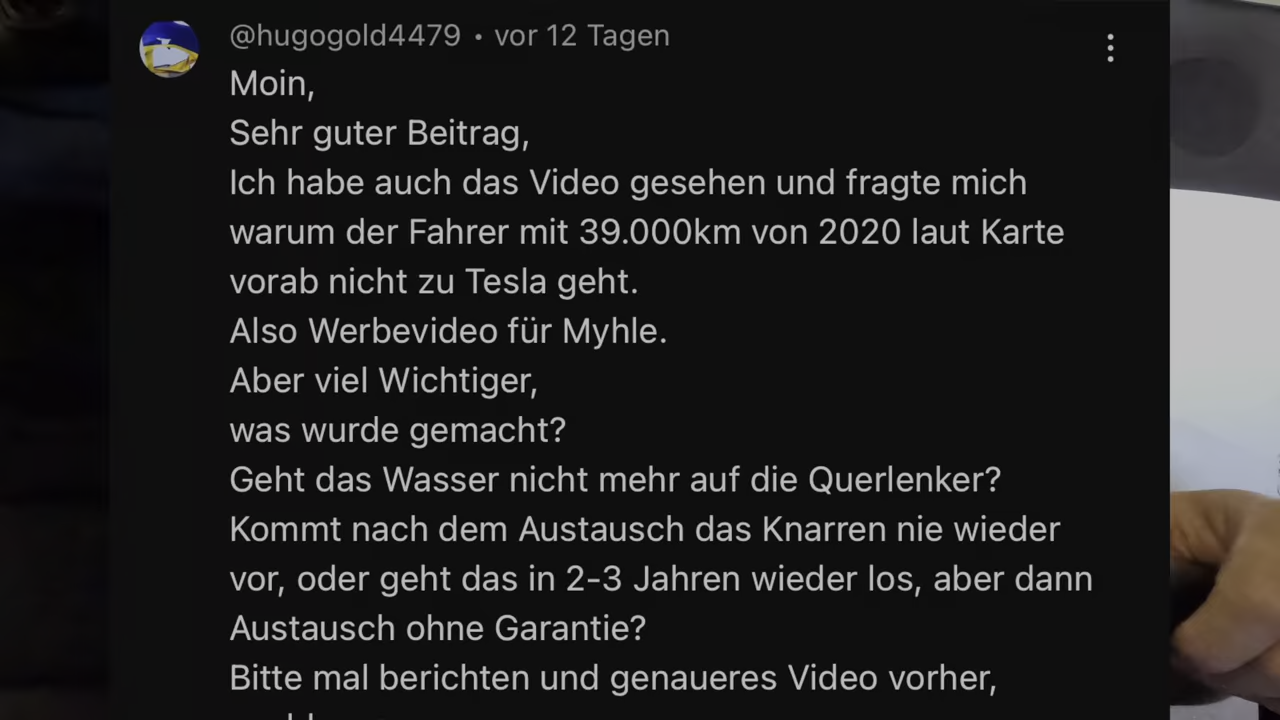 @hugogold4479 • vor 12 Tagen
Moin,
Sehr guter Beitrag,
Ich habe auch das Video gesehen und fragte mich
warum der Fahrer mit 39.000km von 2020 laut Karte
vorab nicht zu Tesla geht.
Also Werbevideo für Myhle.
Aber viel Wichtiger,
was wurde gemacht?
Geht das Wasser nicht mehr auf die Querlenker?
Kommt nach dem Austausch das Knarren nie wieder
vor, oder geht das in 2-3 Jahren wieder los, aber dann
Austausch ohne Garantie?
Bitte mal berichten und genaueres Video vorher,